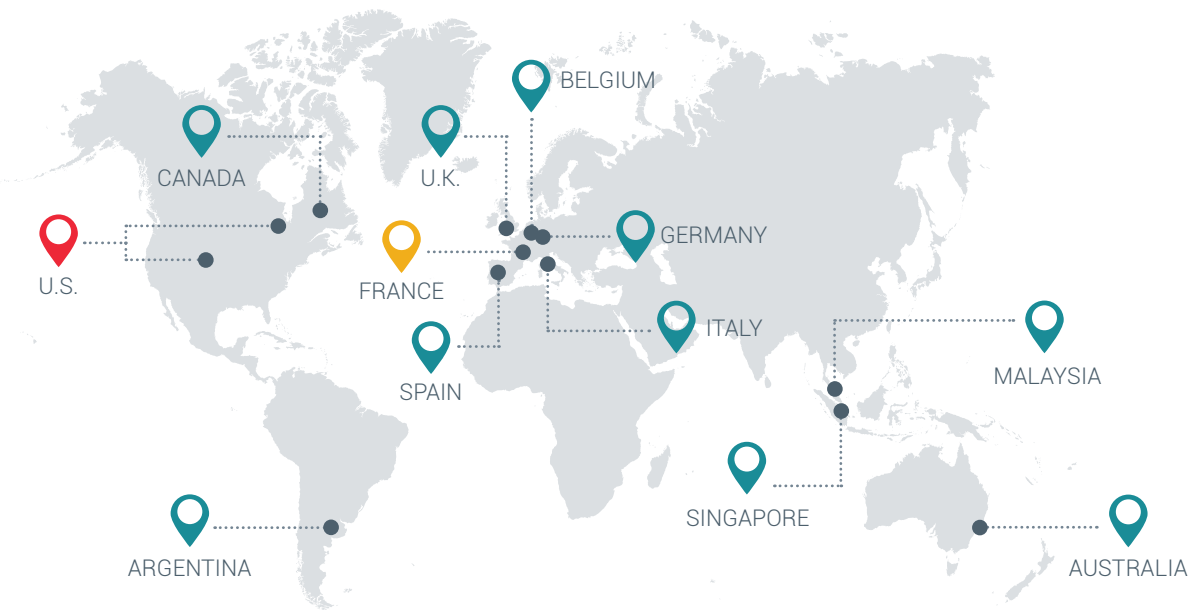 BELGIUM
CANADA
U.K.
GERMANY
U.S.
FRANCE
ITALY
SPAIN
MALAYSIA
SINGAPORE
ARGENTINA
AUSTRALIA